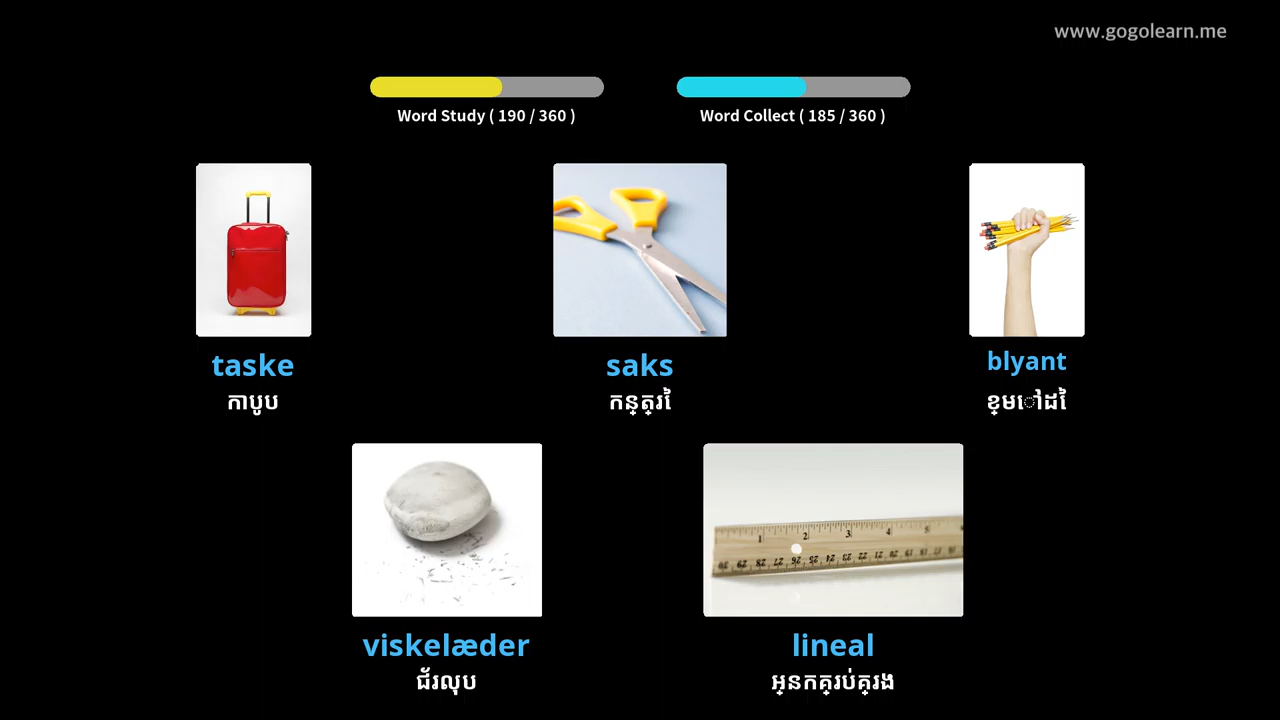 www.gogolearn.me
Word Study ( 190 / 360 )
Word Collect ( 185 / 360 )
taske
saks
blyant
កាបូប
កន្ត្រៃ
ខ្មៅដៃ
viskelæder
lineal
ជ័រលុប
អ្នកគ្រប់គ្រង